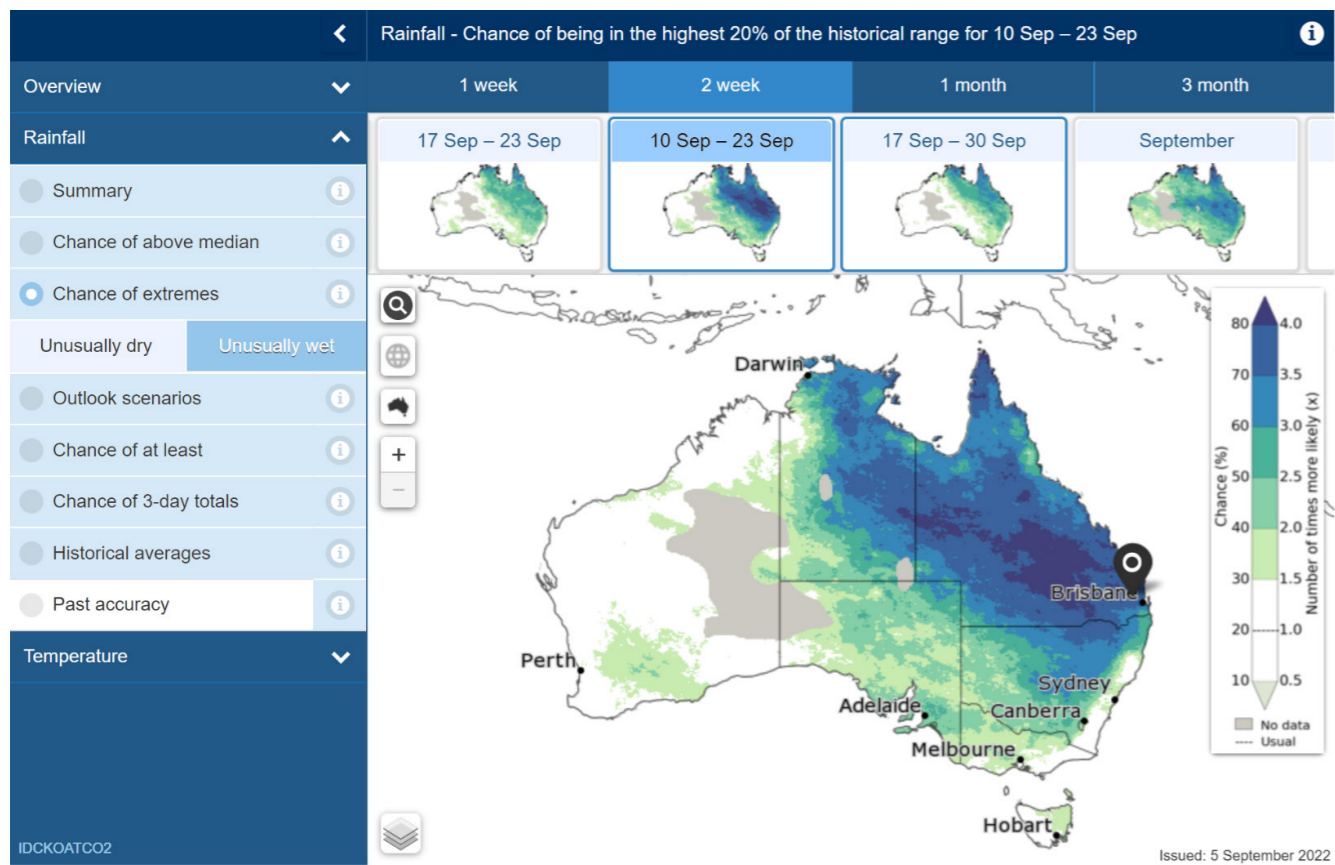 Rainfall - Chance of being in the highest 20% of the historical range for 10 Sep – 23 Sep
Overview
1 week
2 week
1 month
3 month
Rainfall
17 Sep – 23 Sep
10 Sep – 23 Sep
17 Sep – 30 Sep
September
Summary
Chance of above median
Chance of extremes
Unusually dry
Unusually wet
Outlook scenarios
Chance of at least
Chance of 3-day totals
Historical averages
Past accuracy
Temperature
IDCKOATCO2
+
−
Darwin
Brisbane
Perth
Sydney
Adelaide
Canberra
Melbourne
Hobart
Chance (%)
80
70
60
50
40
30
20
10
4.0
3.5
3.0
2.5
2.0
1.5
1.0
0.5
Number of times more likely (x)
No data
Usual
Issued: 5 September 2022